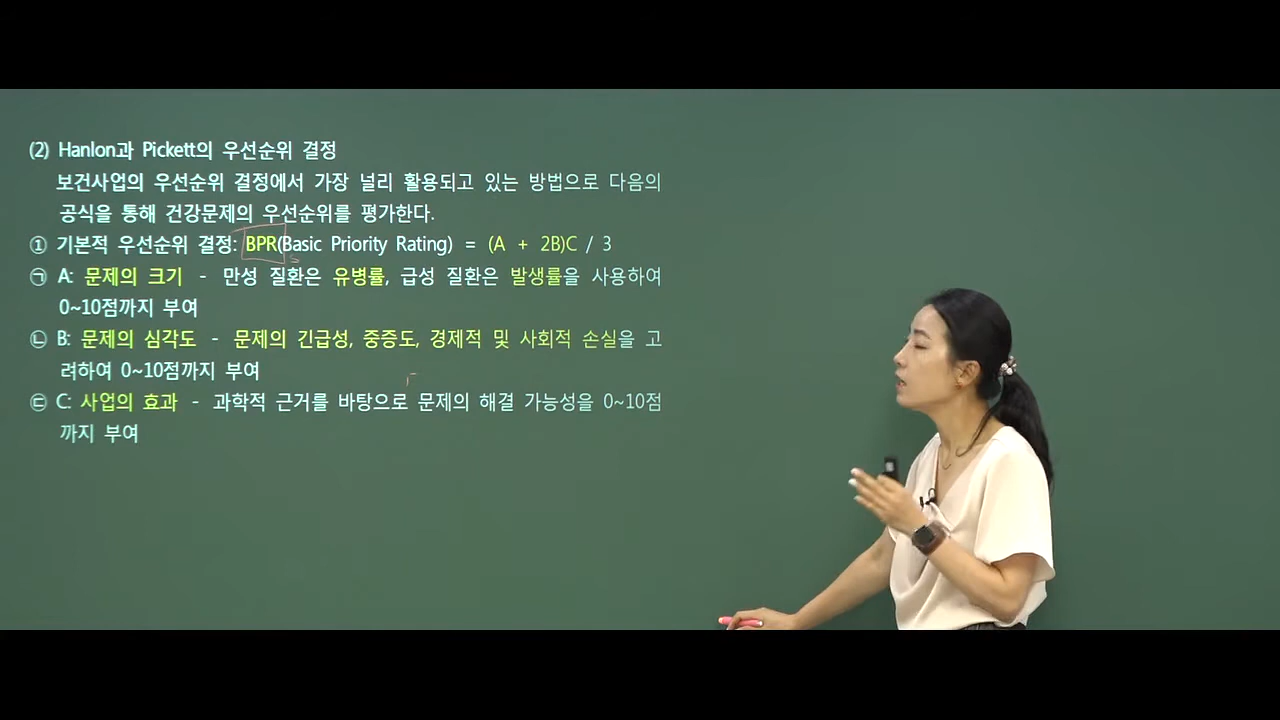 (2) Hanlon과 Pickett의 우선순위 결정
보건사업의 우선순위 결정에서 가장 널리 활용되고 있는 방법으로 다음의
공식을 통해 건강문제의 우선순위를 평가한다.
① 기본적 우선순위 결정: BPR(Basic Priority Rating) = (A + 2B)C / 3
㉠ A: 문제의 크기 - 만성 질환은 유병률, 급성 질환은 발생률을 사용하여
0~10점까지 부여
㉡ B: 문제의 심각도 - 문제의 긴급성, 중증도, 경제적 및 사회적 손실을 고
려하여 0~10점까지 부여
㉢ C: 사업의 효과 - 과학적 근거를 바탕으로 문제의 해결 가능성을 0~10점
까지 부여